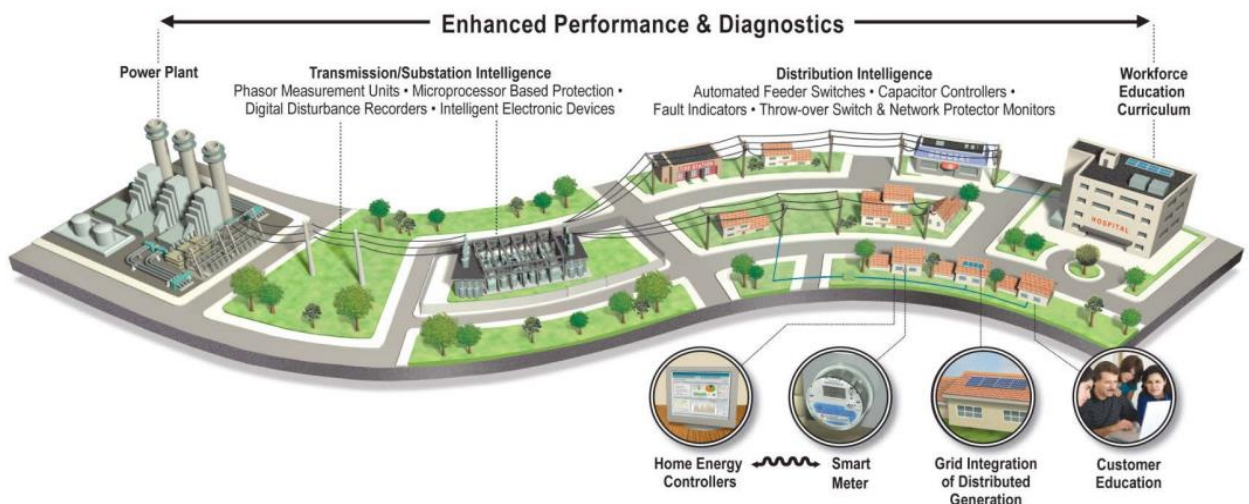 Enhanced Performance & Diagnostics
Power Plant
Transmission/Substation Intelligence
Phasor Measurement Units • Microprocessor Based Protection •
Digital Disturbance Recorders • Intelligent Electronic Devices
Distribution Intelligence
Automated Feeder Switches • Capacitor Controllers •
Fault Indicators • Throw-over Switch & Network Protector Monitors
Workforce
Education
Curriculum
HOSPITAL
Home Energy
Controllers
Smart
Meter
Grid Integration
of Distributed
Generation
Customer
Education